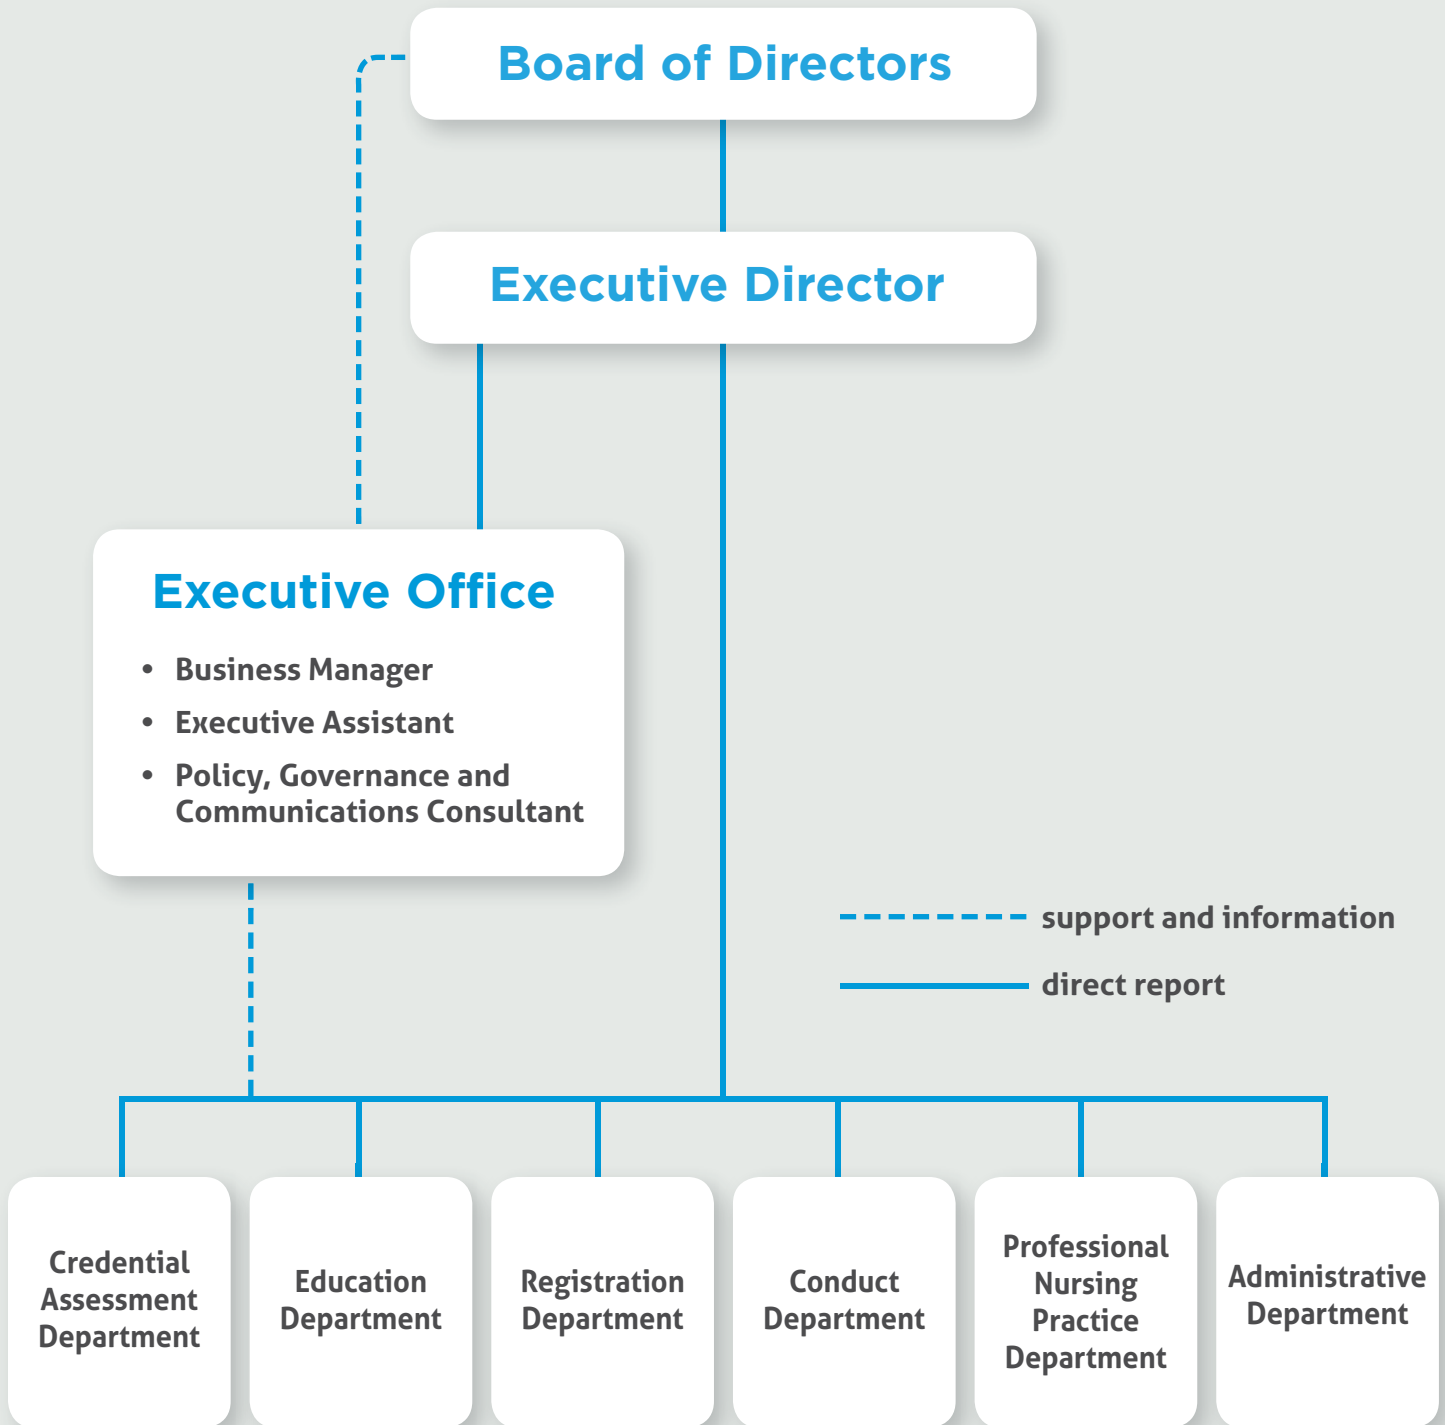 Board of Directors
Executive Director
Executive Office
• Business Manager
• Executive Assistant
• Policy, Governance and
Communications Consultant
support and information
direct report
Credential
Assessment
Department
Education
Department
Registration
Department
Conduct
Department
Professional
Nursing
Practice
Department
Administrative
Department